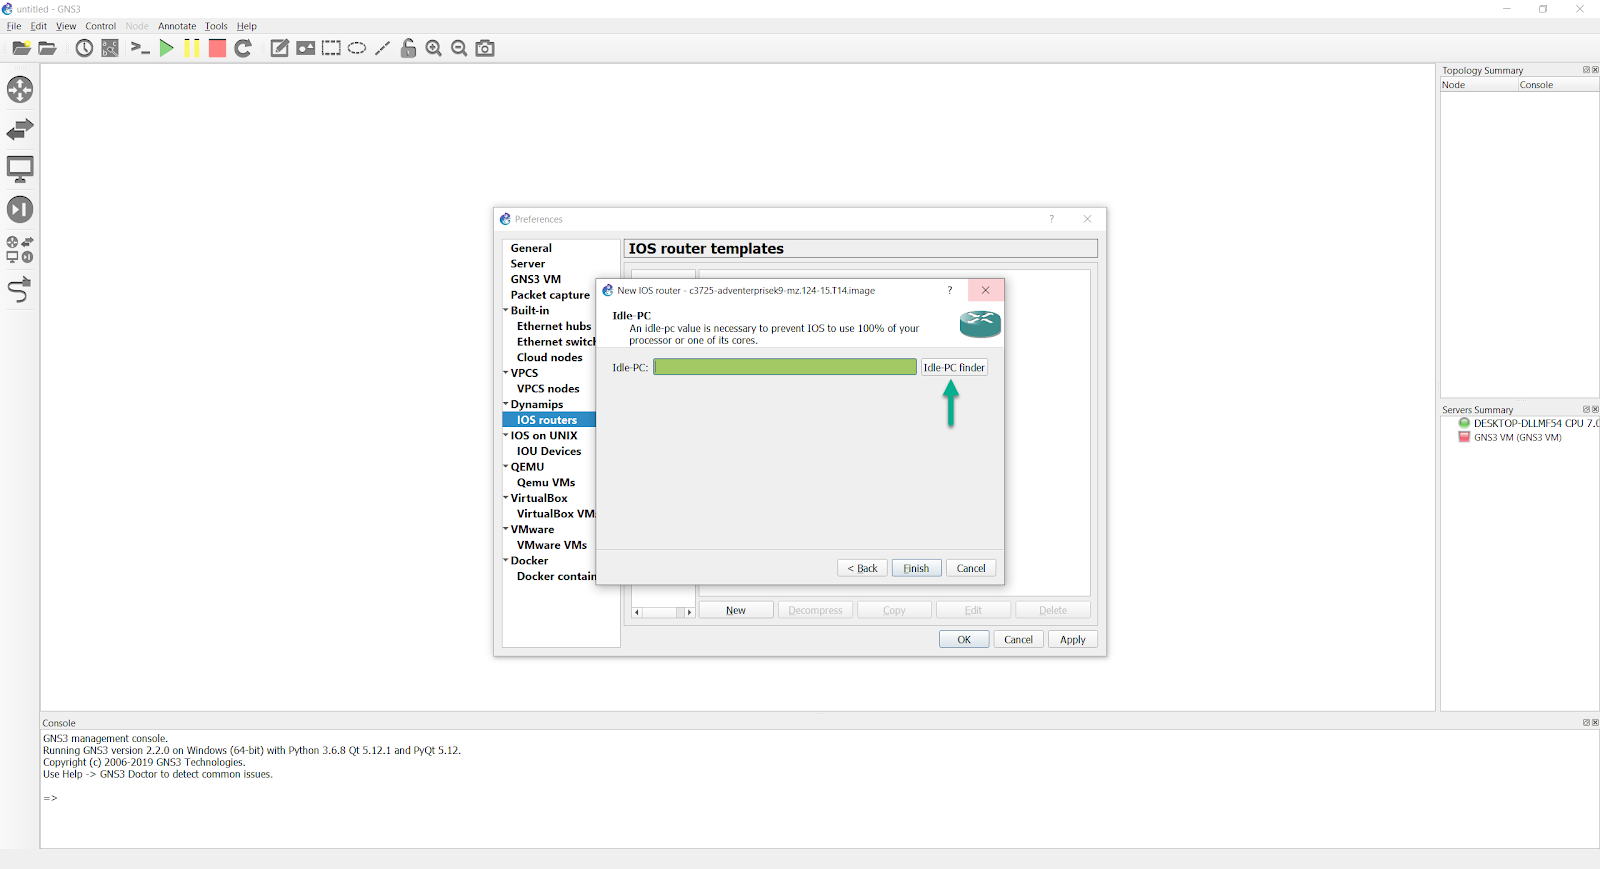 untitled - GNS3
File Edit View Control Node Annotate Tools Help
Topology Summary
Node Console
Preferences
?
General
Server
GNS3 VM
Packet capture
Built-in
Ethernet hubs
Ethernet switch
Cloud nodes
VPCS
VPCS nodes
Dynamips
IOS routers
IOS on UNIX
IOU Devices
QEMU
Qemu VMs
VirtualBox
VirtualBox VM
VMware
VMware VMs
Docker
Docker contain
IOS router templates
New IOS router - c3725-adventerprisek9-mz.124-15.T14.image
?
Idle-PC
An idle-pc value is necessary to prevent IOS to use 100% of your
processor or one of its cores.
Idle-PC: Idle-PC finder
< Back Finish Cancel
New Decompress Copy Edit Delete
OK Cancel Apply
Servers Summary
DESKTOP-DLLMF54 CPU 7.0
GNS3 VM (GNS3 VM)
Console
GNS3 management console.
Running GNS3 version 2.2.0 on Windows (64-bit) with Python 3.6.8 Qt 5.12.1 and PyQt 5.12.
Copyright (c) 2006-2019 GNS3 Technologies.
Use Help -> GNS3 Doctor to detect common issues.
=>